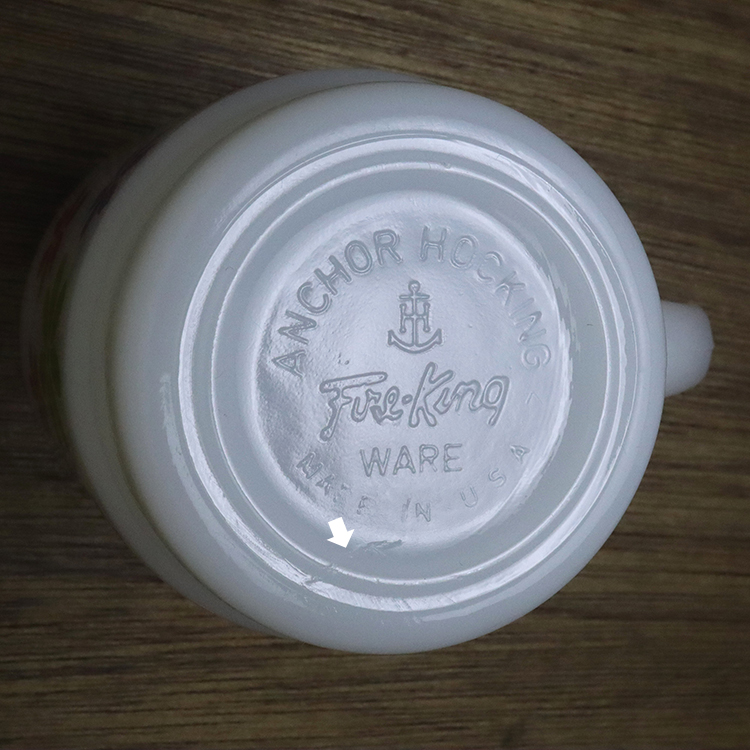 ANCHOR HOCKING
H
Fire-King
WARE
MADE IN USA